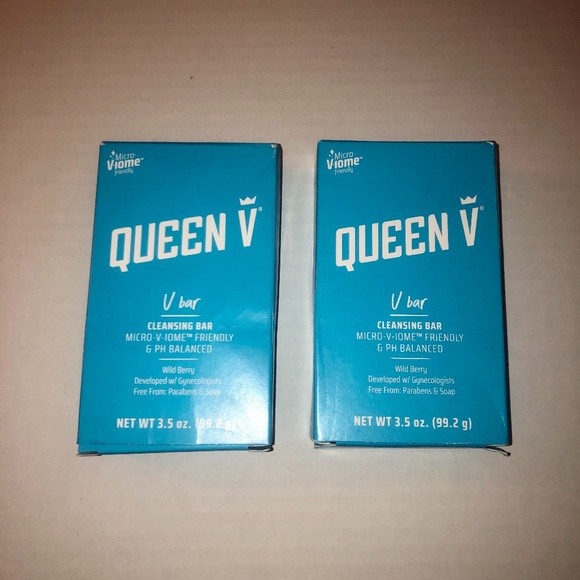 Micro-
V-iome™
friendly
QUEEN V®
V bar
CLEANSING BAR
MICRO-V-IOME™ FRIENDLY
& PH BALANCED
Wild Berry
Developed w/ Gynecologists
Free From: Parabens & Soap
NET WT 3.5 oz. (99.2 g)
Micro-
V-iome™
friendly
QUEEN V®
V bar
CLEANSING BAR
MICRO-V-IOME™ FRIENDLY
& PH BALANCED
Wild Berry
Developed w/ Gynecologists
Free From: Parabens & Soap
NET WT 3.5 oz. (99.2 g)